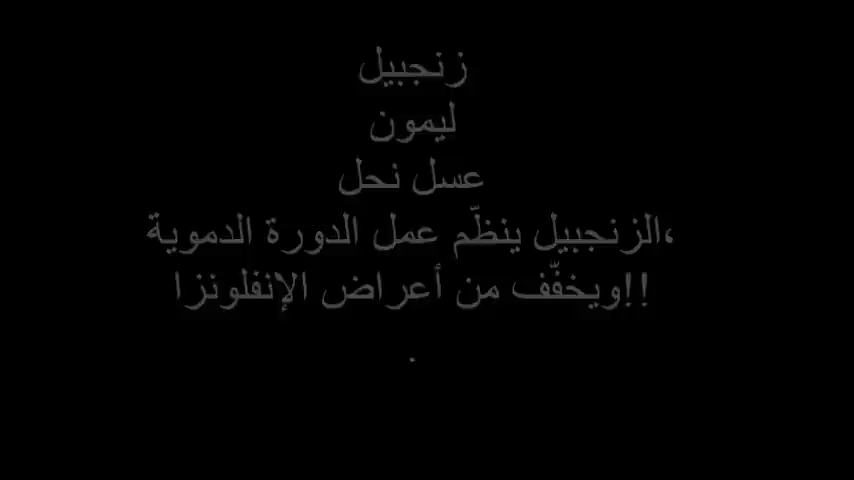 زنجبيل
ليمون
عسل نحل
الزنجبيل ينظّم عمل الدورة الدموية،
ويخفّف من أعراض الإنفلونزا!!
.